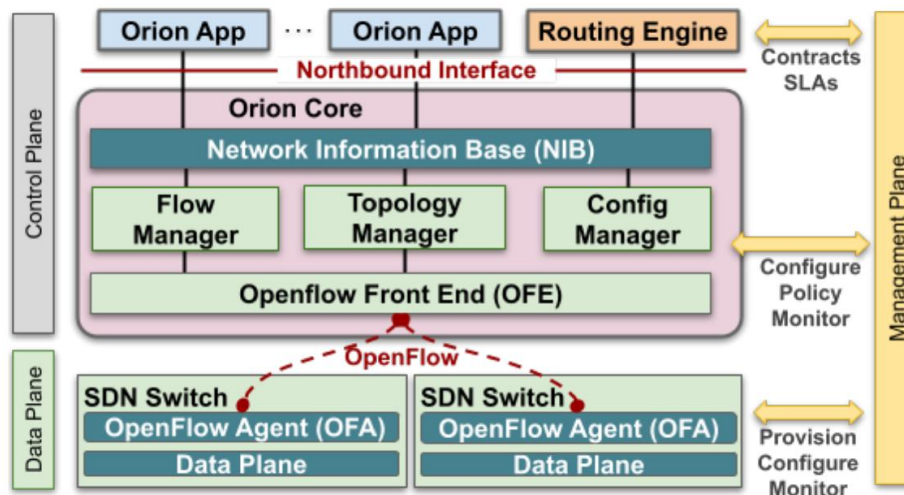 Orion App
...
Orion App
Routing Engine
Contracts
SLAs
Northbound Interface
Control Plane
Orion Core
Network Information Base (NIB)
Flow
Manager
Topology
Manager
Config
Manager
Openflow Front End (OFE)
Configure
Policy
Monitor
Management Plane
OpenFlow
Data Plane
SDN Switch
OpenFlow Agent (OFA)
Data Plane
SDN Switch
OpenFlow Agent (OFA)
Data Plane
Provision
Configure
Monitor